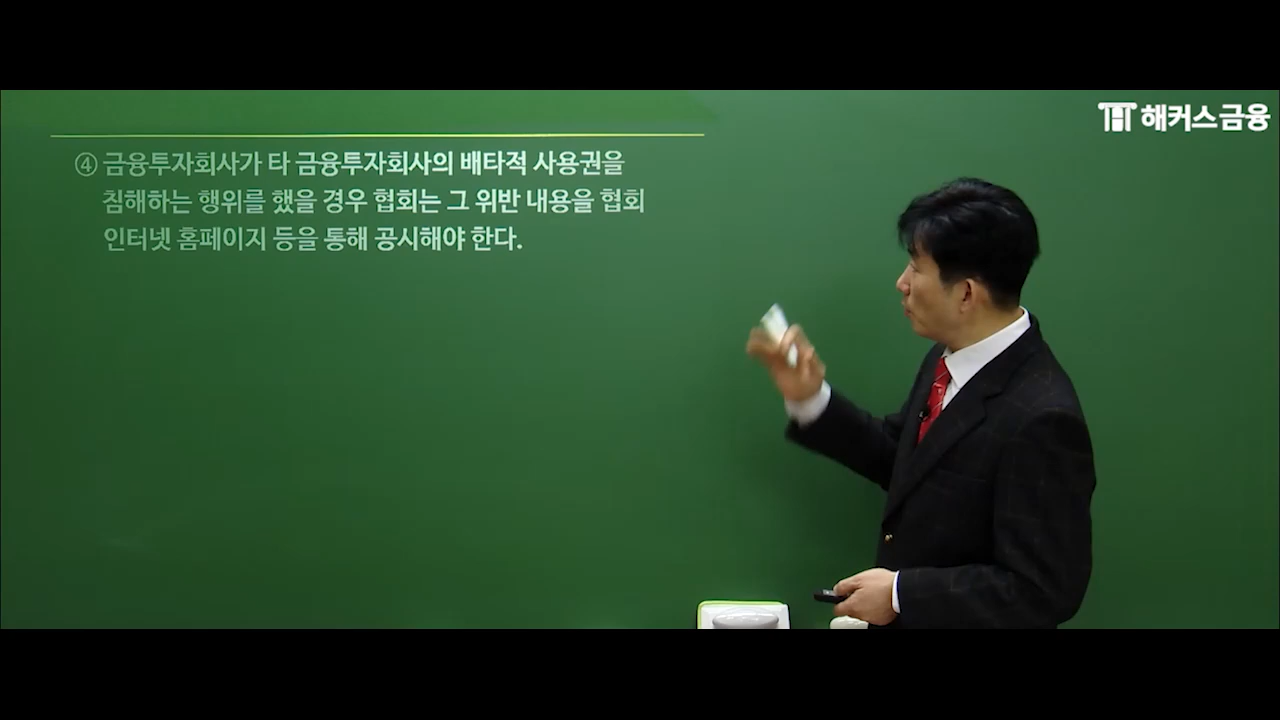 해커스금융
④ 금융투자회사가 타 금융투자회사의 배타적 사용권을
침해하는 행위를 했을 경우 협회는 그 위반 내용을 협회
인터넷 홈페이지 등을 통해 공시해야 한다.